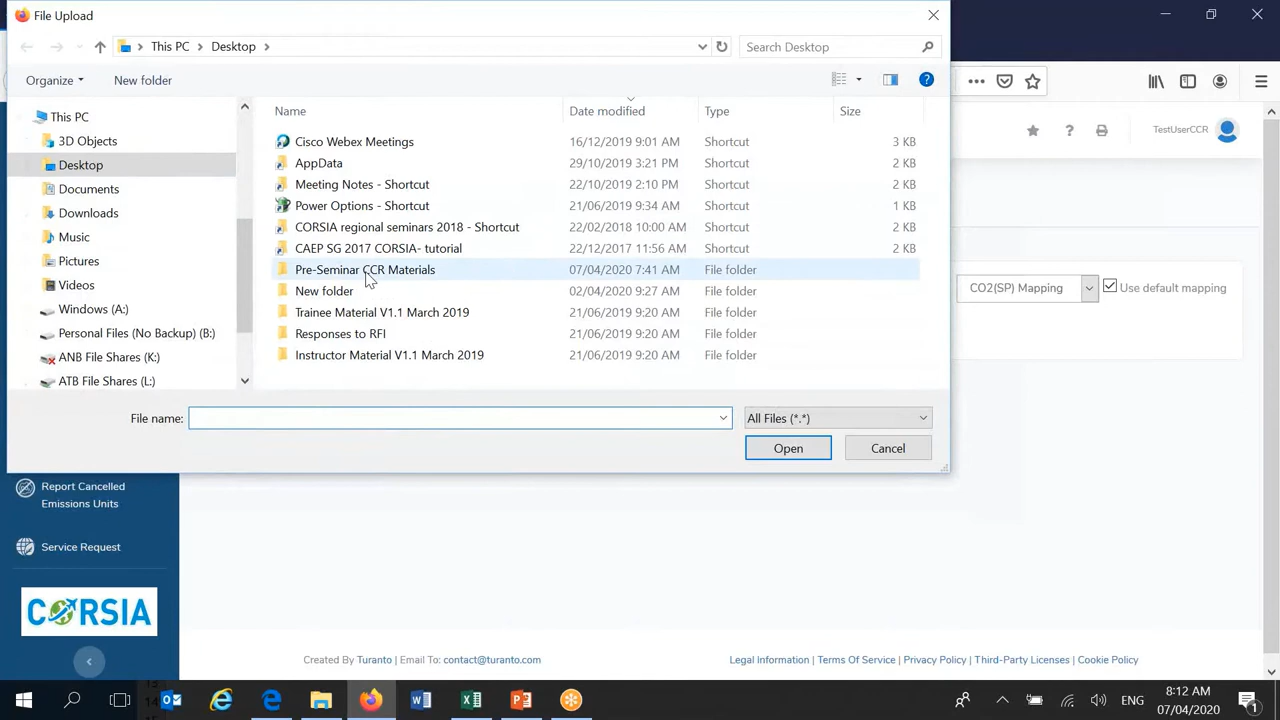 File Upload
This PC Desktop
Search Desktop
Organize New folder
Name Date modified Type Size
This PC
3D Objects
Desktop
Documents
Downloads
Music
Pictures
Videos
Windows (A:)
Personal Files (No Backup) (B:)
ANB File Shares (K:)
ATB File Shares (L:)
Cisco Webex Meetings 16/12/2019 9:01 AM Shortcut 3 KB
AppData 29/10/2019 3:21 PM Shortcut 2 KB
Meeting Notes - Shortcut 22/10/2019 2:10 PM Shortcut 2 KB
Power Options - Shortcut 21/06/2019 9:34 AM Shortcut 1 KB
CORSIA regional seminars 2018 - Shortcut 22/02/2018 10:00 AM Shortcut 2 KB
CAEP SG 2017 CORSIA- tutorial 22/12/2017 11:56 AM Shortcut 2 KB
Pre-Seminar CCR Materials 07/04/2020 7:41 AM File folder
New folder 02/04/2020 9:27 AM File folder
Trainee Material V1.1 March 2019 21/06/2019 9:20 AM File folder
Responses to RFI 21/06/2019 9:20 AM File folder
Instructor Material V1.1 March 2019 21/06/2019 9:20 AM File folder
File name: All Files (*.*)
Open Cancel
TestUserCCR
CO2(SP) Mapping Use default mapping
Report Cancelled
Emissions Units
Service Request
CORSIA
Created By Turanto | Email To: contact@turanto.com
Legal Information | Terms Of Service | Privacy Policy | Third-Party Licenses | Cookie Policy
ENG
8:12 AM
07/04/2020
1